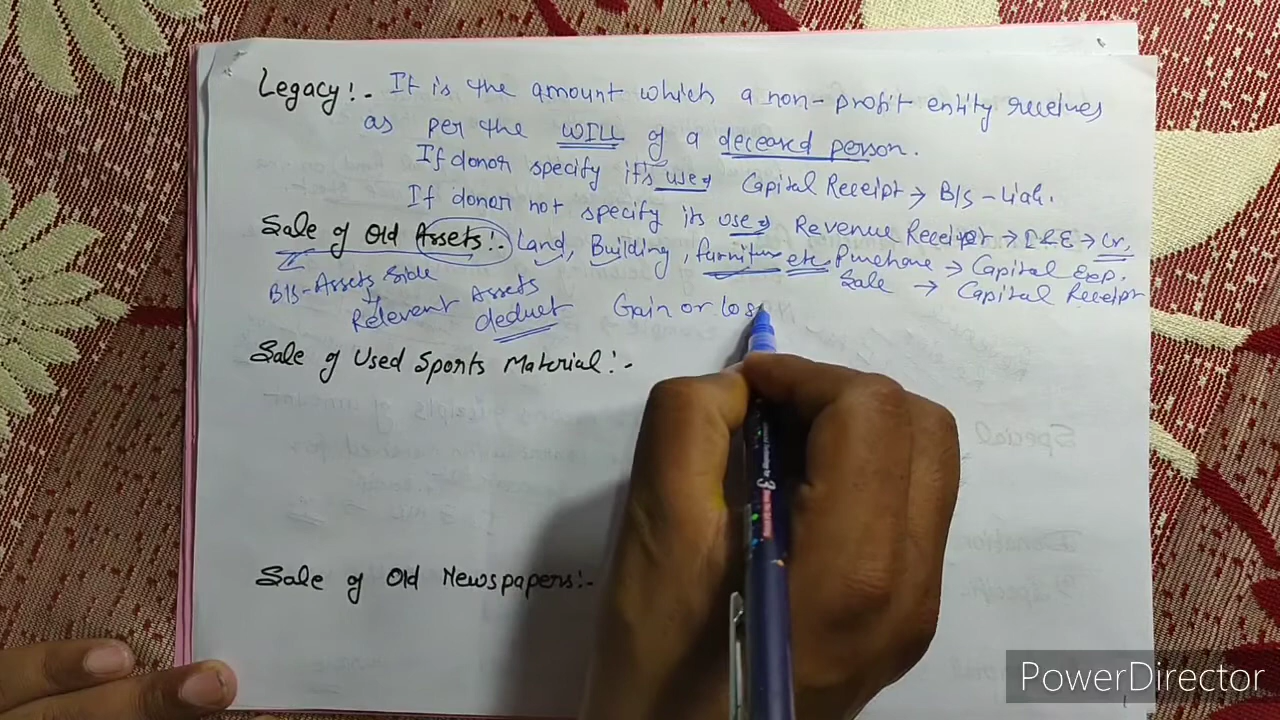 Legacy:- It is the amount which a non-profit entity receives
as per the WILL of a deceased person.
If donor specify it's use → Capital Receipt → B/S - Liab.
If donor not specify its use → Revenue Receipt → I & E → Cr.
Sale of Old Assets:- Land, Building, furniture etc. Purchase → Capital Exp.
Sale → Capital Receipt
B/S - Assets Side
Relevent Assets
deduct
Gain or los
Sale of Used Sports Material:-
Sale of Old Newspapers:-
PowerDirector